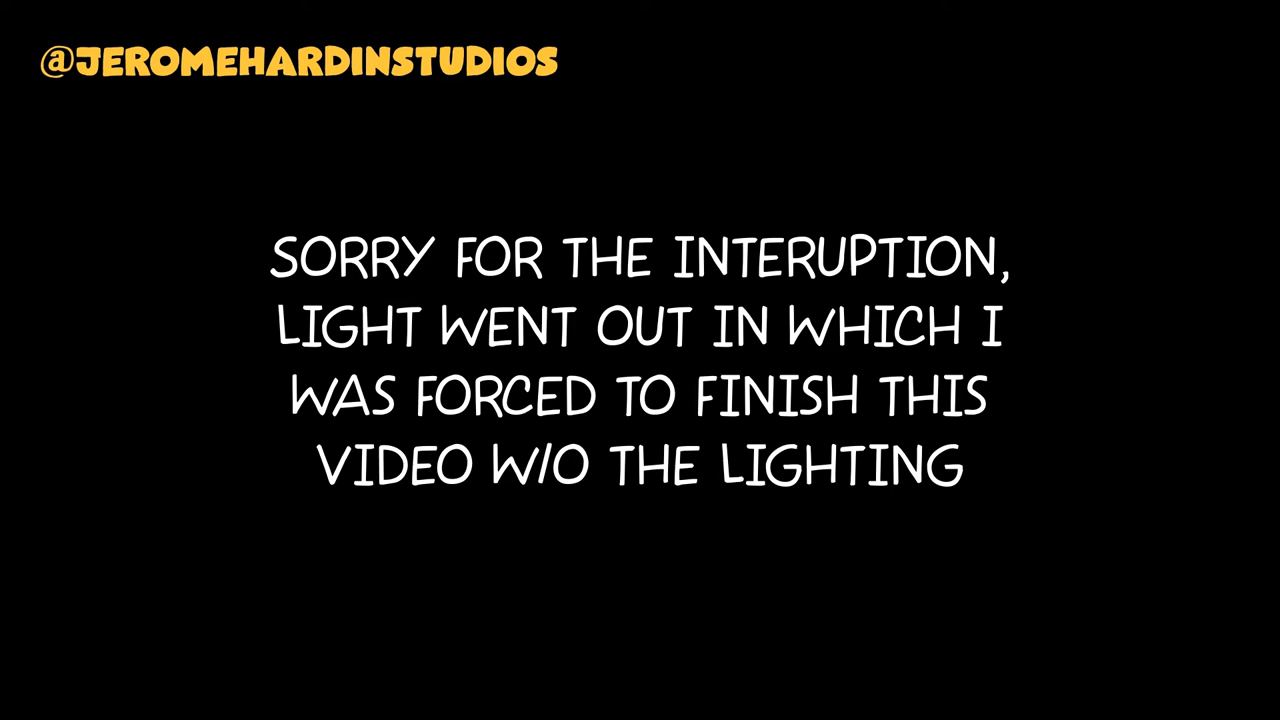 @JEROMEHARDINSTUDIOS
SORRY FOR THE INTERUPTION,
LIGHT WENT OUT IN WHICH I
WAS FORCED TO FINISH THIS
VIDEO W/O THE LIGHTING